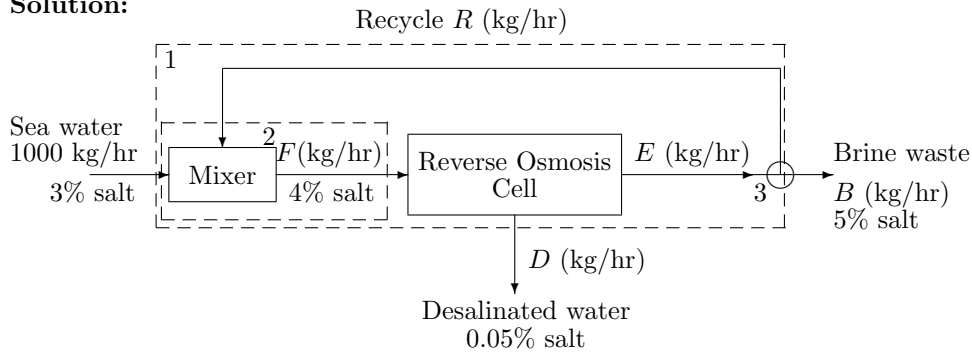 Solution:
Recycle R (kg/hr)
1
Sea water
1000 kg/hr
3% salt
2
Mixer
F(kg/hr)
4% salt
Reverse Osmosis
Cell
E (kg/hr)
3
Brine waste
B (kg/hr)
5% salt
D (kg/hr)
Desalinated water
0.05% salt